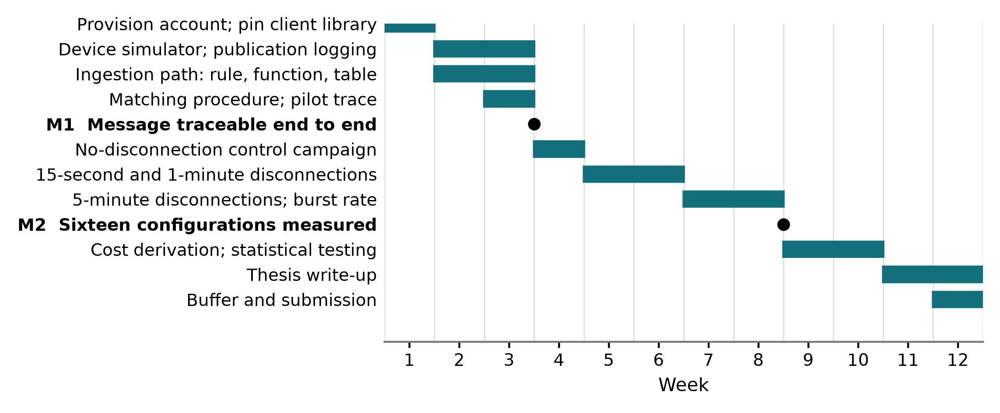 Provision account; pin client library
Device simulator; publication logging
Ingestion path: rule, function, table
Matching procedure; pilot trace
M1  Message traceable end to end
No-disconnection control campaign
15-second and 1-minute disconnections
5-minute disconnections; burst rate
M2  Sixteen configurations measured
Cost derivation; statistical testing
Thesis write-up
Buffer and submission
1 2 3 4 5 6 7 8 9 10 11 12
Week